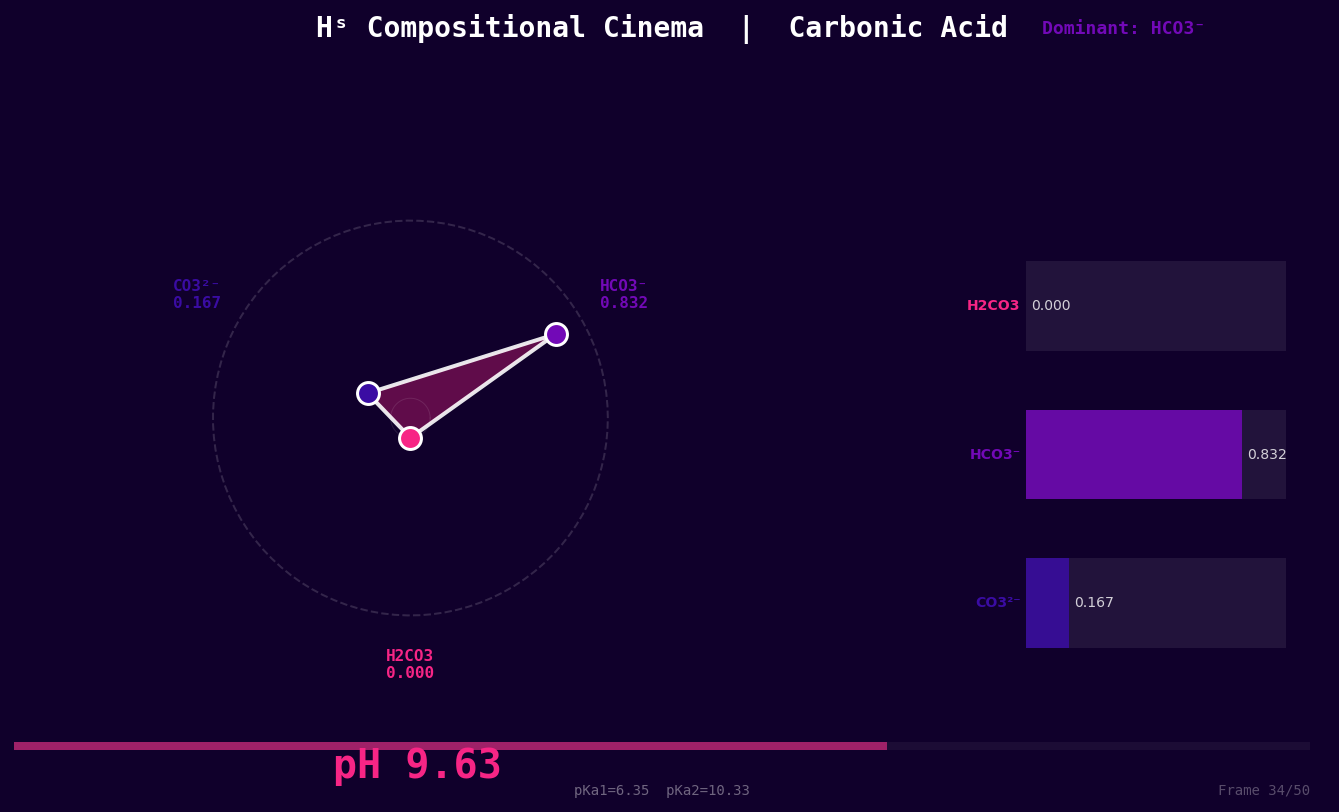 Hˢ Compositional Cinema | Carbonic Acid
Dominant: HCO3⁻
CO3²⁻
0.167
HCO3⁻
0.832
H2CO3
0.000
H2CO3
0.000
HCO3⁻
0.832
CO3²⁻
0.167
pH 9.63
pKa1=6.35 pKa2=10.33
Frame 34/50